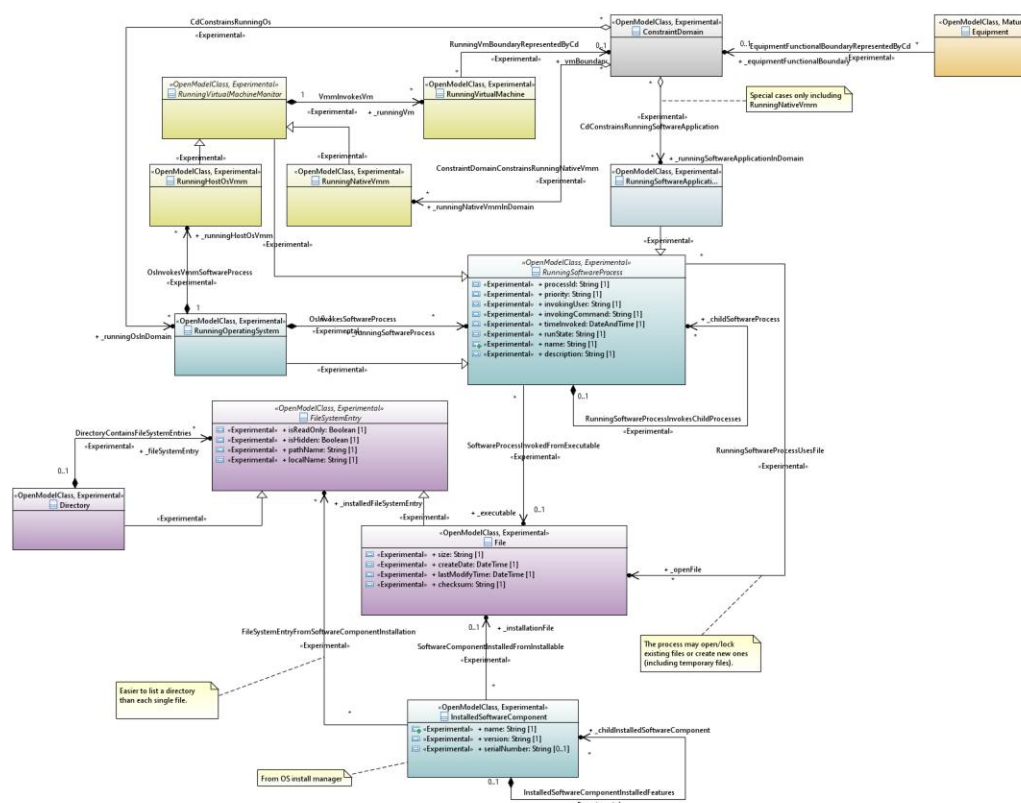 CdConstrainsRunningOs
«Experimental»
«OpenModelClass, Experimental»
ConstraintDomain
«OpenModelClass, Matur
Equipment
RunningVmBoundaryRepresentedByCd
«Experimental»
0..1
+ _vmBoundary
EquipmentFunctionalBoundaryRepresentedByCd
«Experimental»
0..1
+ _equipmentFunctionalBoundary
«OpenModelClass, Experimental»
RunningVirtualMachineMonitor
1
VmmInvokesVm
«Experimental»
+ _runningVm
«OpenModelClass, Experimental»
RunningVirtualMachine
Special cases only including
RunningNativeVmm
«Experimental»
CdConstrainsRunningSoftwareApplication
+ _runningSoftwareApplicationInDomain
«Experimental»
«Experimental»
ConstraintDomainConstrainsRunningNativeVmm
«Experimental»
+ _runningNativeVmmInDomain
«OpenModelClass, Experimental»
RunningHostOsVmm
«OpenModelClass, Experimental»
RunningNativeVmm
«OpenModelClass, Experimental»
RunningSoftwareApplicati...
+ _runningHostOsVmm
«Experimental»
«Experimental»
OsInvokesVmmSoftwareProcess
«Experimental»
1
«OpenModelClass, Experimental»
RunningSoftwareProcess
«Experimental» + processId: String [1]
«Experimental» + priority: String [1]
«Experimental» + invokingUser: String [1]
«Experimental» + invokingCommand: String [1]
«Experimental» + timeInvoked: DateAndTime [1]
«Experimental» + runState: String [1]
«Experimental» + name: String [1]
«Experimental» + description: String [1]
+ _runningOsInDomain
«OpenModelClass, Experimental»
RunningOperatingSystem
OsInvokesSoftwareProcess
«Experimental»
_runningSoftwareProcess
«Experimental»
+ _childSoftwareProcess
0..1
RunningSoftwareProcessInvokesChildProcesses
«Experimental»
SoftwareProcessInvokedFromExecutable
«Experimental»
RunningSoftwareProcessUsesFile
«Experimental»
«OpenModelClass, Experimental»
FileSystemEntry
«Experimental» + isReadOnly: Boolean [1]
«Experimental» + isHidden: Boolean [1]
«Experimental» + pathName: String [1]
«Experimental» + localName: String [1]
DirectoryContainsFileSystemEntries
«Experimental»
+ _fileSystemEntry
0..1
«OpenModelClass, Experimental»
Directory
«Experimental»
+ _installedFileSystemEntry
«Experimental»
+ _executable
0..1
«OpenModelClass, Experimental»
File
«Experimental» + size: String [1]
«Experimental» + createDate: DateTime [1]
«Experimental» + lastModifyTime: DateTime [1]
«Experimental» + checksum: String [1]
+ _openFile
0..1
+ _installationFile
FileSystemEntryFromSoftwareComponentInstallation
«Experimental»
SoftwareComponentInstalledFromInstallable
«Experimental»
The process may open/lock
existing files or create new ones
(including temporary files).
Easier to list a directory
than each single file.
«OpenModelClass, Experimental»
InstalledSoftwareComponent
«Experimental» + name: String [1]
«Experimental» + version: String [1]
«Experimental» + serialNumber: String [0..1]
+ _childInstalledSoftwareComponent
From OS install manager
0..1
InstalledSoftwareComponentInstalledFeatures